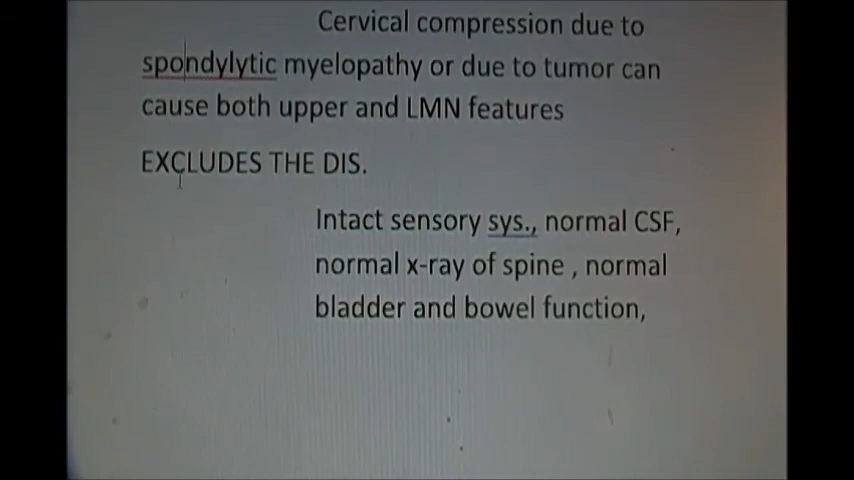 Cervical compression due to
spondylytic myelopathy or due to tumor can
cause both upper and LMN features
EXCLUDES THE DIS.
Intact sensory sys., normal CSF,
normal x-ray of spine , normal
bladder and bowel function,